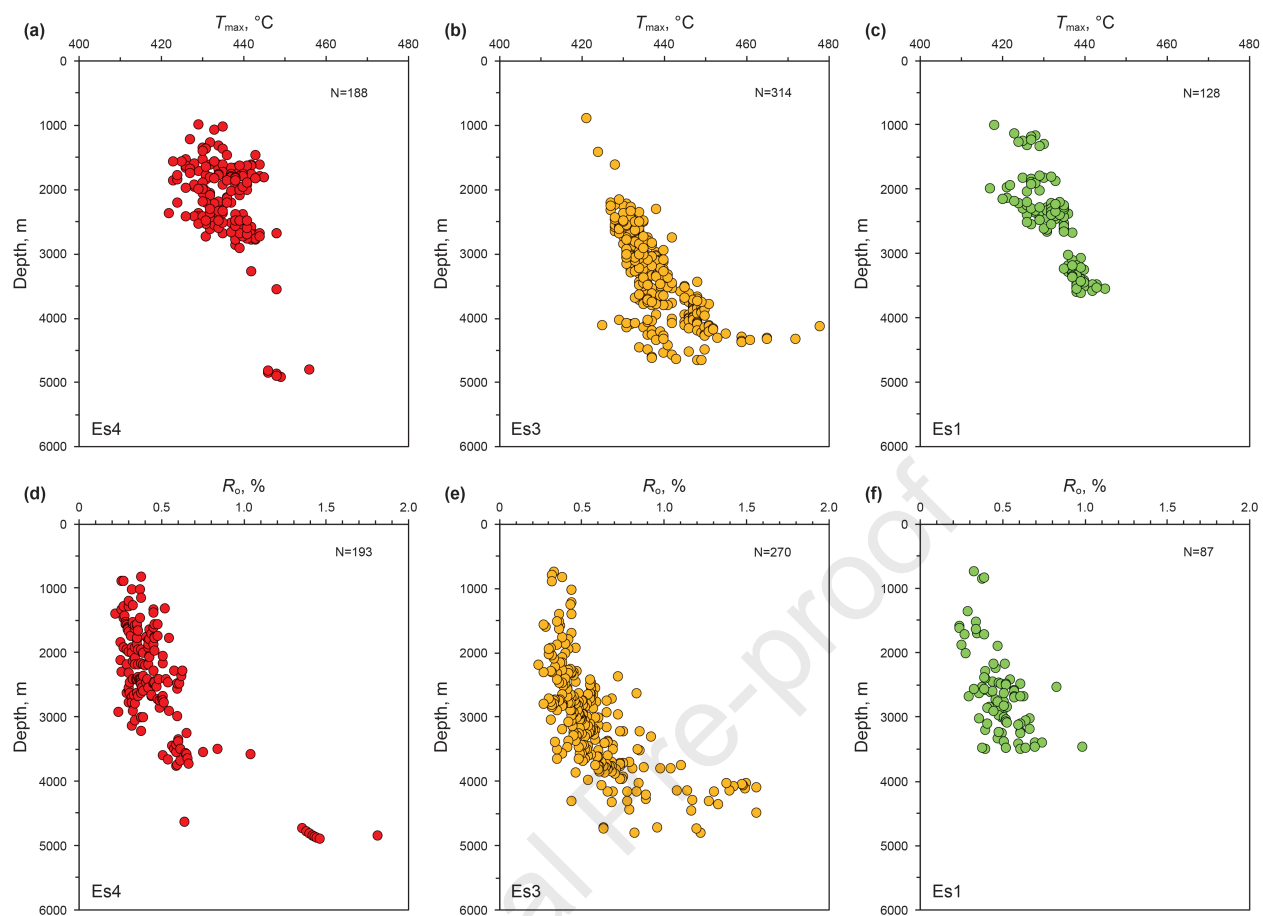 (a) Tmax, °C
400 420 440 460 480
0
1000
2000
3000
4000
5000
6000
Depth, m
N=188
Es4
(b) Tmax, °C
400 420 440 460 480
0
1000
2000
3000
4000
5000
6000
Depth, m
N=314
Es3
(c) Tmax, °C
400 420 440 460 480
0
1000
2000
3000
4000
5000
6000
Depth, m
N=128
Es1
(d) Ro, %
0 0.5 1.0 1.5 2.0
0
1000
2000
3000
4000
5000
6000
Depth, m
N=193
Es4
(e) Ro, %
0 0.5 1.0 1.5 2.0
0
1000
2000
3000
4000
5000
6000
Depth, m
N=270
Es3
(f) Ro, %
0 0.5 1.0 1.5 2.0
0
1000
2000
3000
4000
5000
6000
Depth, m
N=87
Es1
al Pre-proof